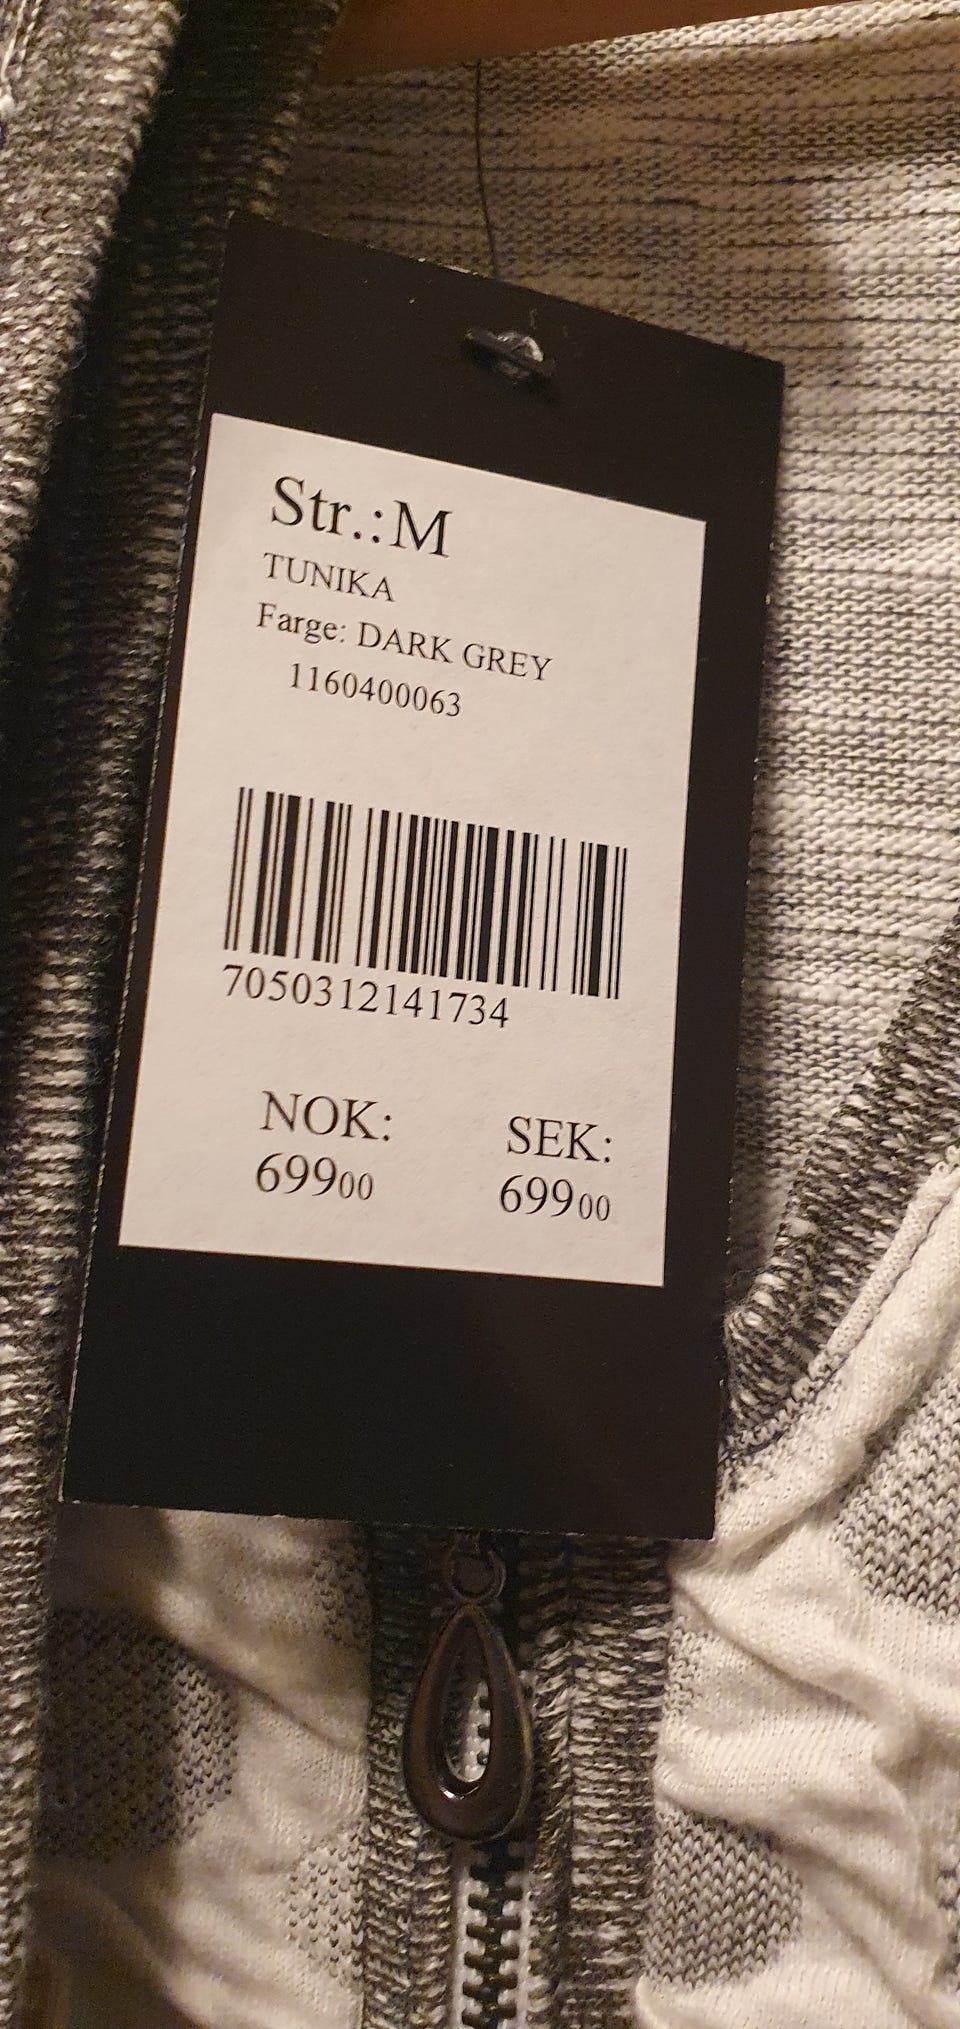 Str.:M
TUNIKA
Farge: DARK GREY
1160400063
7050312141734
NOK: SEK:
69900 69900